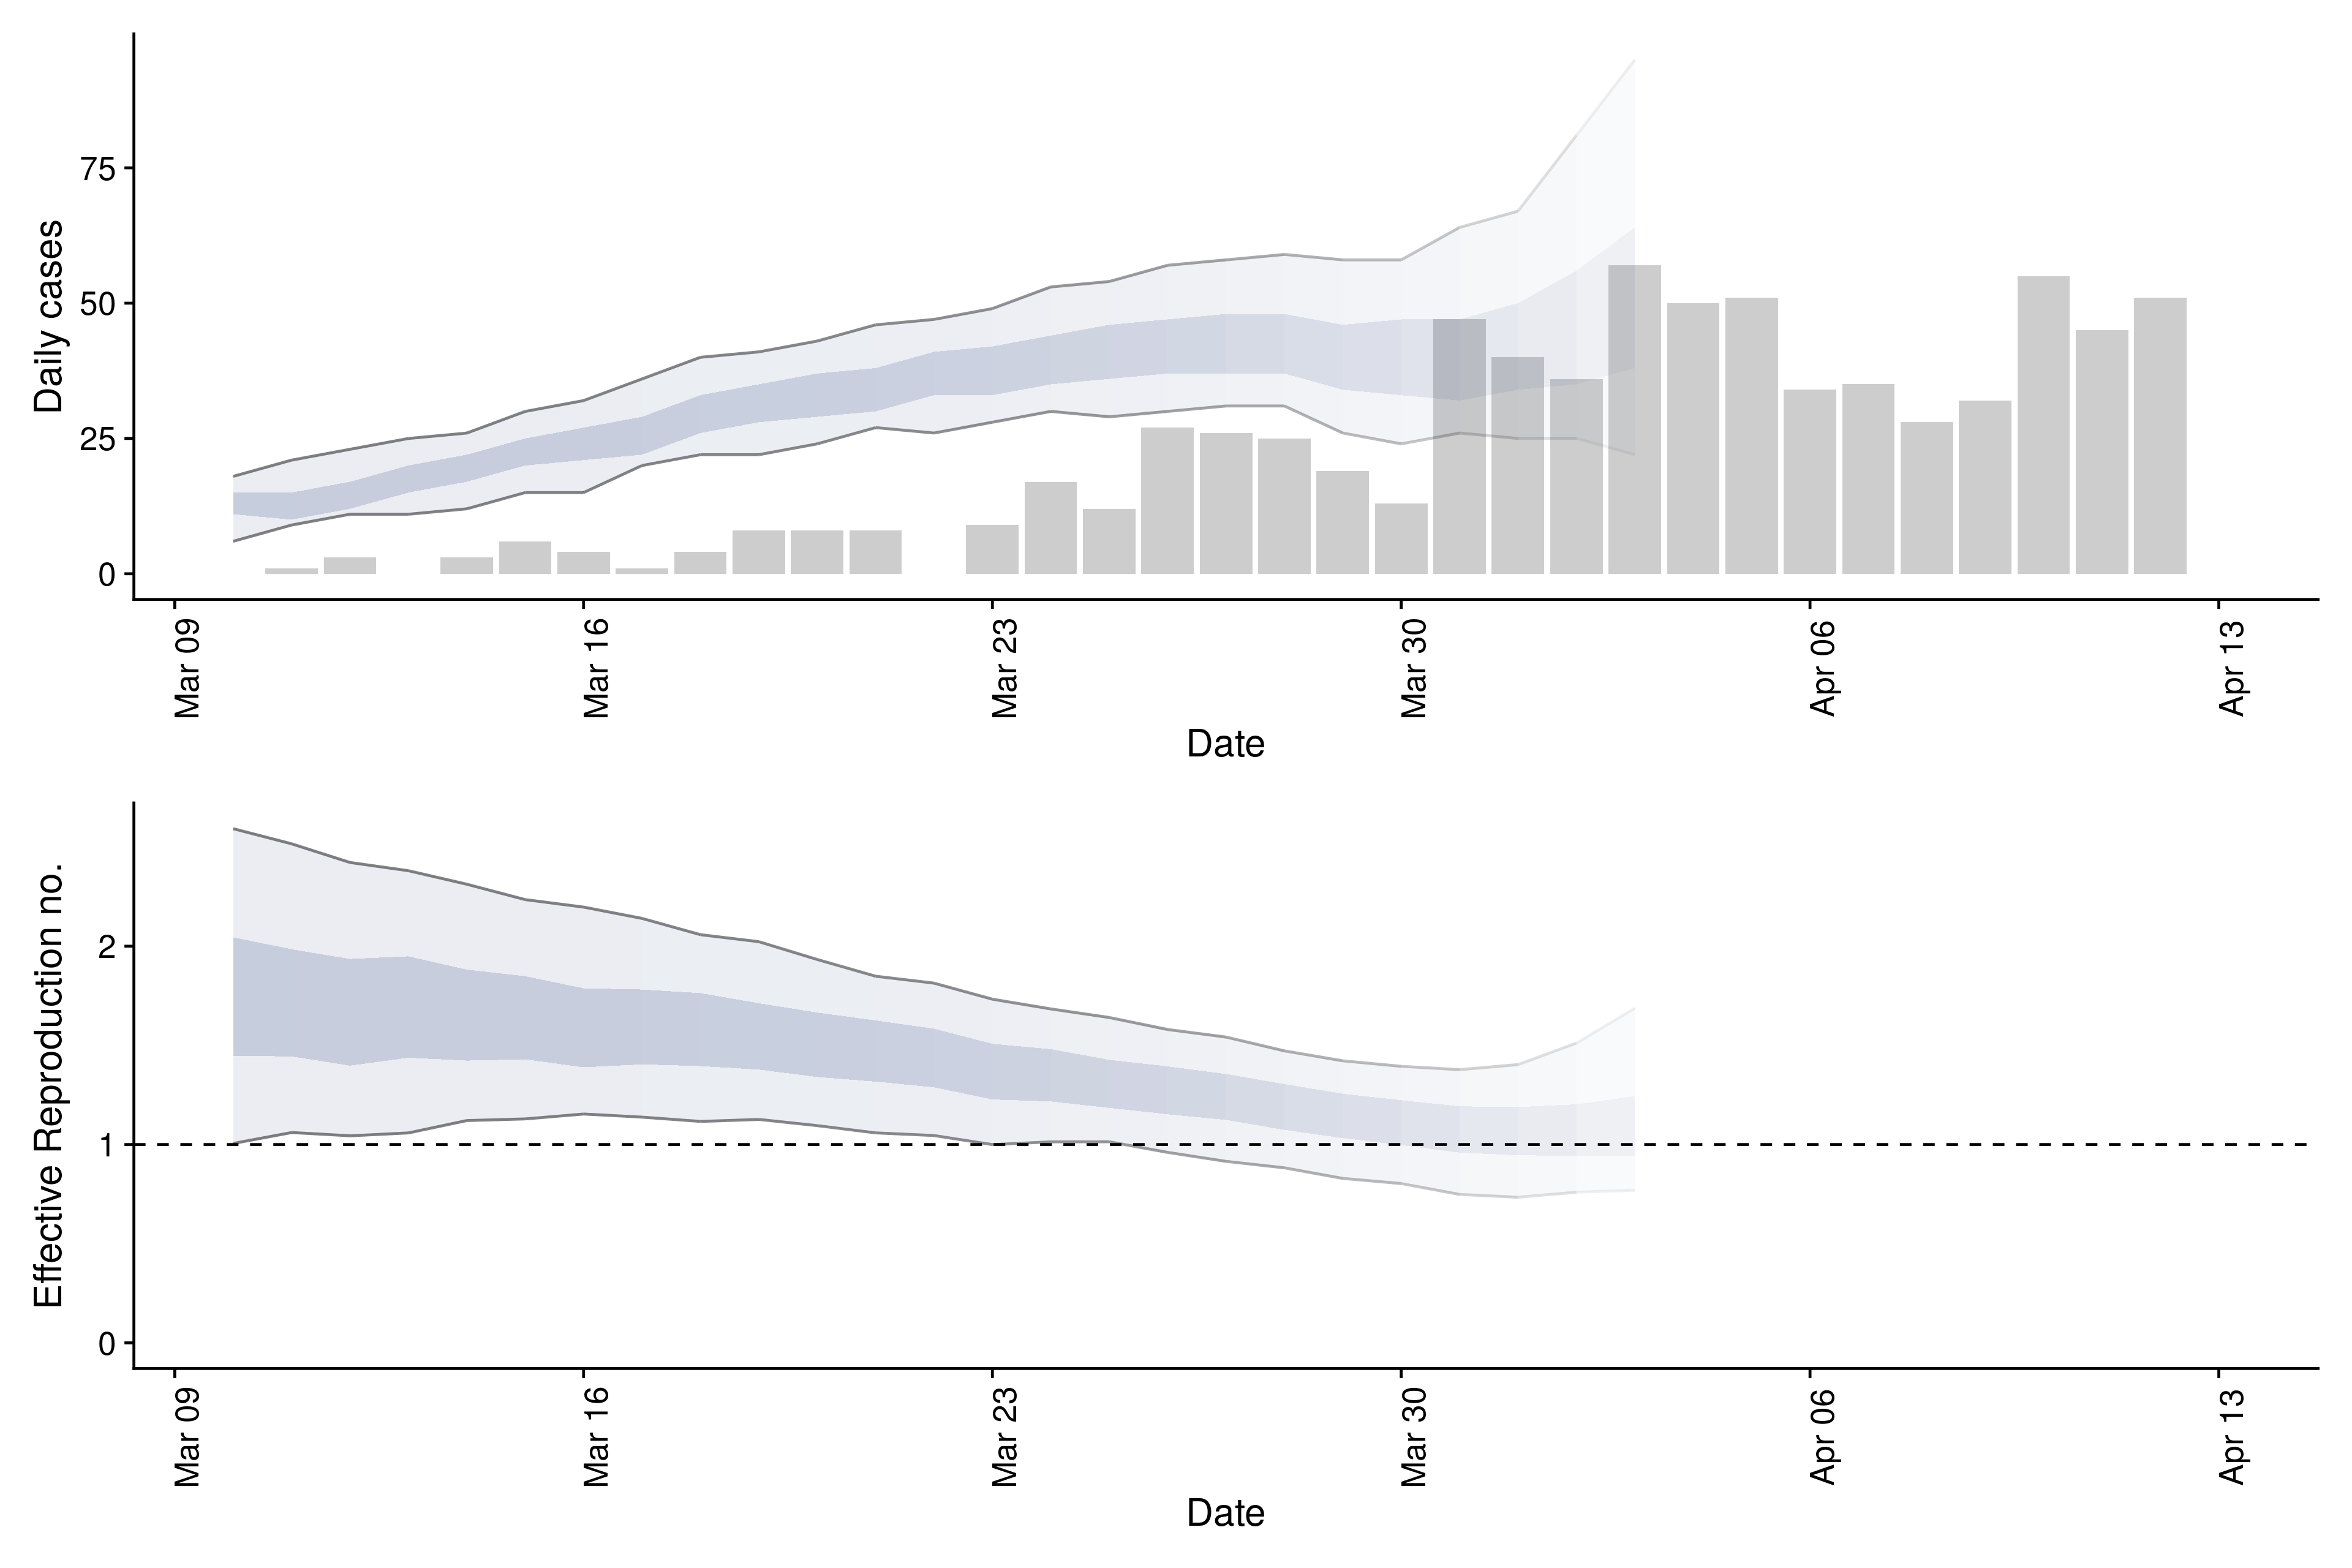 Daily cases
75
50
25
0
Mar 09
Mar 16
Mar 23
Mar 30
Apr 06
Apr 13
Date
Effective Reproduction no.
2
1
0
Mar 09
Mar 16
Mar 23
Mar 30
Apr 06
Apr 13
Date